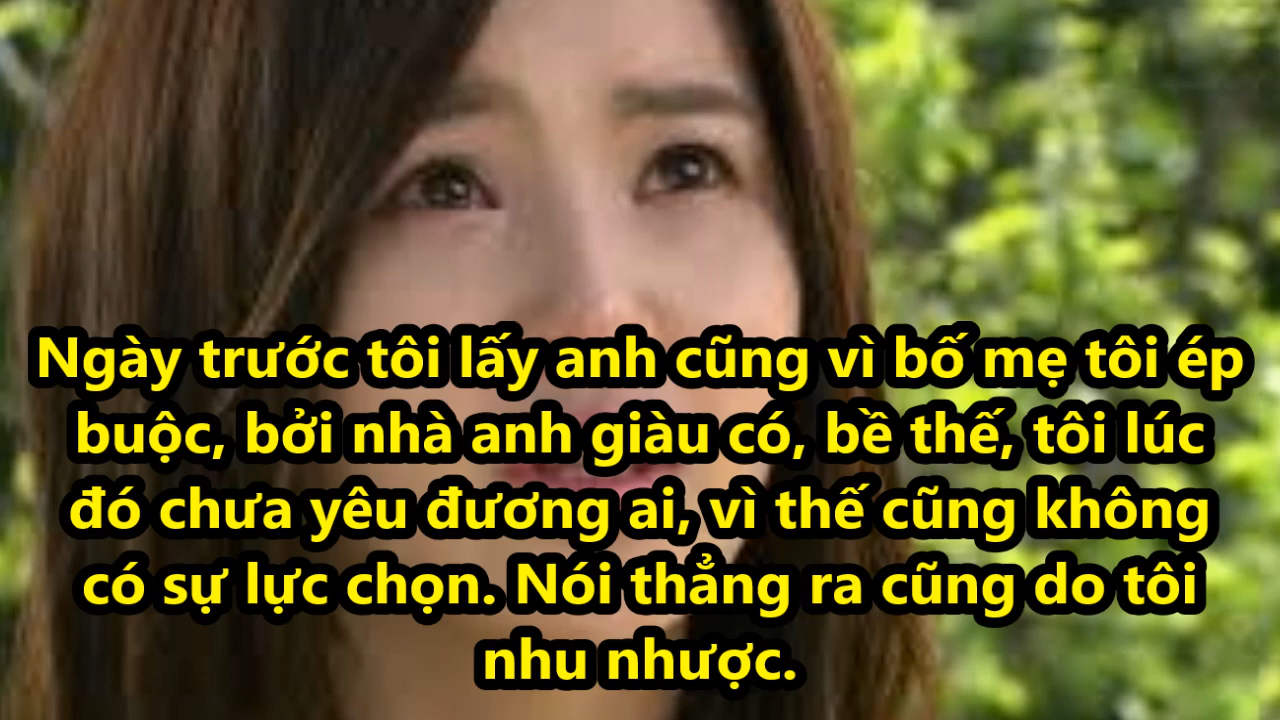 Ngày trước tôi lấy anh cũng vì bố mẹ tôi ép
buộc, bởi nhà anh giàu có, bề thế, tôi lúc
đó chưa yêu đương ai, vì thế cũng không
có sự lực chọn. Nói thẳng ra cũng do tôi
nhu nhược.